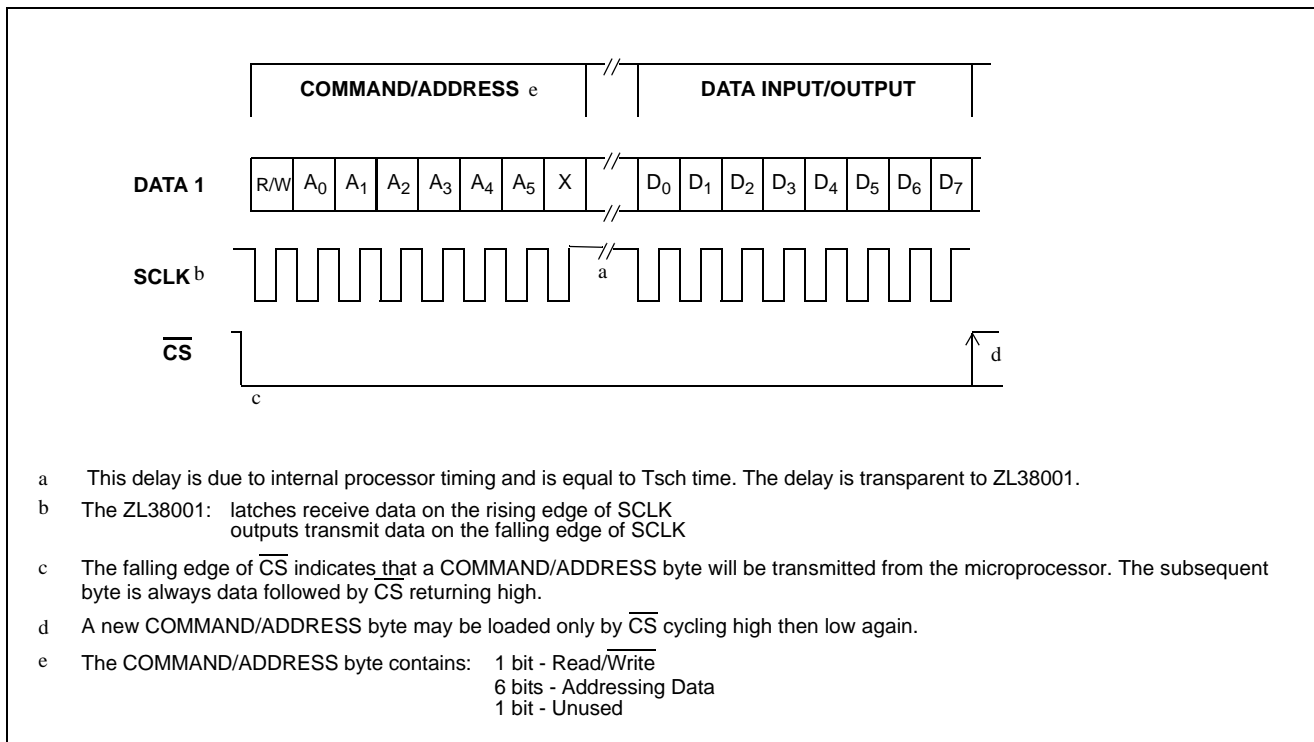 COMMAND/ADDRESS e
DATA INPUT/OUTPUT
DATA 1
R/W A0 A1 A2 A3 A4 A5 X D0 D1 D2 D3 D4 D5 D6 D7
SCLK b
a
CS
d
c
a This delay is due to internal processor timing and is equal to Tsch time. The delay is transparent to ZL38001.
b The ZL38001: latches receive data on the rising edge of SCLK
outputs transmit data on the falling edge of SCLK
c The falling edge of CS indicates that a COMMAND/ADDRESS byte will be transmitted from the microprocessor. The subsequent
byte is always data followed by CS returning high.
d A new COMMAND/ADDRESS byte may be loaded only by CS cycling high then low again.
e The COMMAND/ADDRESS byte contains: 1 bit - Read/Write
6 bits - Addressing Data
1 bit - Unused